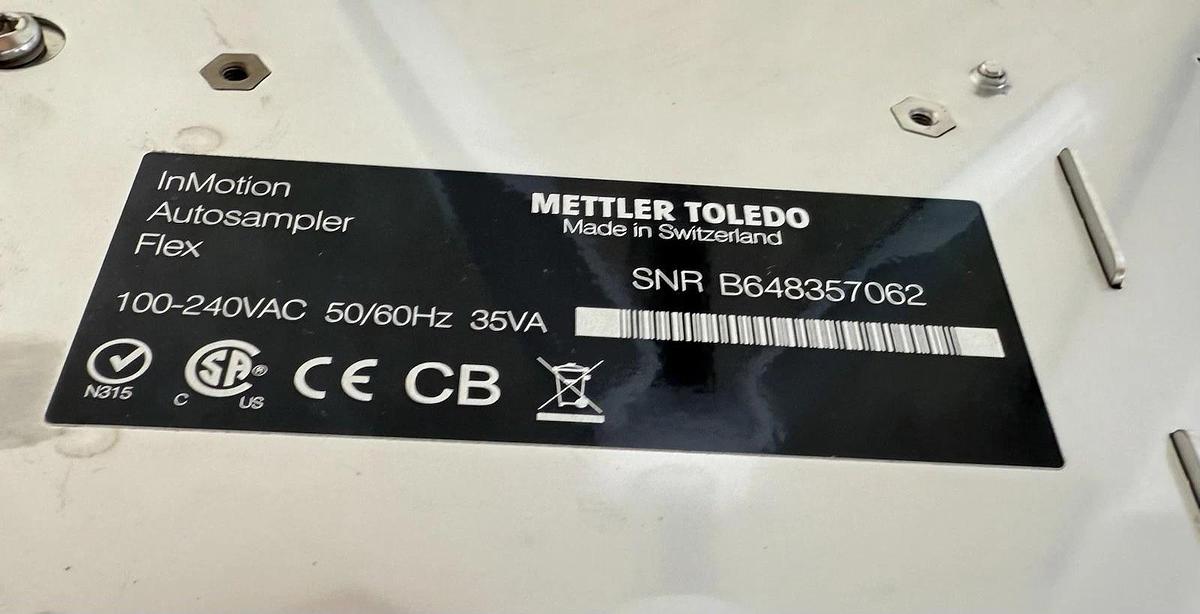 InMotion
Autosampler
Flex
METTLER TOLEDO
Made in Switzerland
SNR B648357062
100-240VAC 50/60Hz 35VA
N315
SA®
C US
CE
CB